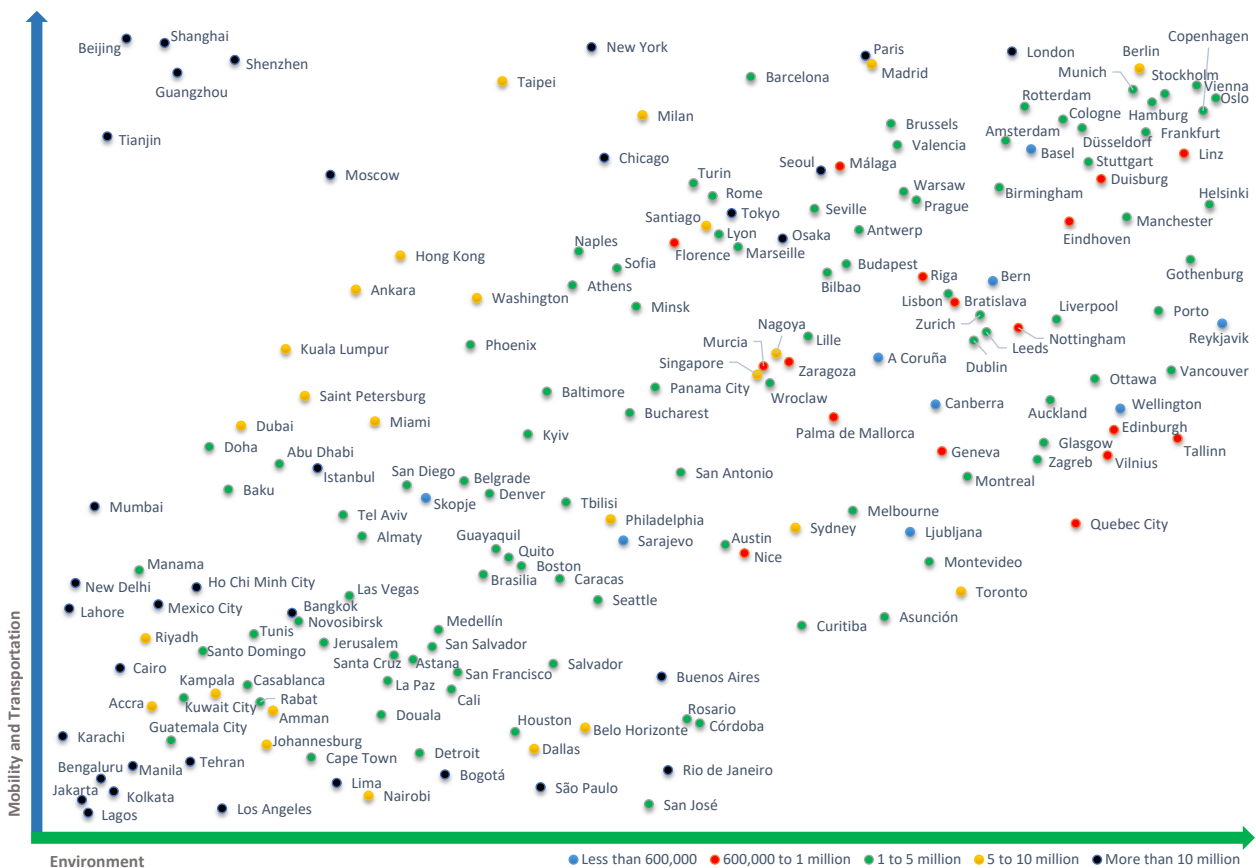 Copenhagen
Shanghai
Beijing
New York
Paris
London
Berlin
Shenzhen
Madrid
Munich
Stockholm
Barcelona
Taipei
Vienna
Guangzhou
Oslo
Rotterdam
Milan
Hamburg
Cologne
Brussels
Amsterdam
Düsseldorf
Frankfurt
Tianjin
Valencia
Basel
Linz
Chicago
Seoul
Málaga
Stuttgart
Moscow
Duisburg
Turin
Rome
Warsaw
Prague
Birmingham
Helsinki
Santiago
Tokyo
Seville
Manchester
Lyon
Osaka
Antwerp
Eindhoven
Naples
Florence
Marseille
Hong Kong
Sofia
Budapest
Gothenburg
Bilbao
Riga
Bern
Ankara
Athens
Washington
Lisbon
Bratislava
Minsk
Liverpool
Porto
Zurich
Nottingham
Reykjavik
Nagoya
Lille
Murcia
Leeds
Phoenix
Kuala Lumpur
Singapore
Zaragoza
A Coruña
Dublin
Vancouver
Panama City
Wroclaw
Ottawa
Baltimore
Saint Petersburg
Bucharest
Canberra
Auckland
Wellington
Dubai
Miami
Kyiv
Palma de Mallorca
Edinburgh
Doha
Abu Dhabi
Glasgow
Tallinn
Geneva
Zagreb
Vilnius
Istanbul
San Diego
Belgrade
San Antonio
Montreal
Baku
Skopje
Denver
Mumbai
Tbilisi
Tel Aviv
Philadelphia
Melbourne
Sydney
Quebec City
Almaty
Sarajevo
Ljubljana
Guayaquil
Quito
Austin
Nice
Manama
Boston
Montevideo
New Delhi
Ho Chi Minh City
Brasilia
Caracas
Las Vegas
Toronto
Lahore
Mexico City
Bangkok
Seattle
Novosibirsk
Asunción
Riyadh
Tunis
Medellín
Curitiba
Santo Domingo
Jerusalem
San Salvador
Santa Cruz
Astana
Salvador
Cairo
San Francisco
Buenos Aires
Kampala
Casablanca
La Paz
Accra
Kuwait City
Rabat
Cali
Amman
Douala
Rosario
Guatemala City
Houston
Belo Horizonte
Córdoba
Karachi
Johannesburg
Dallas
Cape Town
Detroit
Tehran
Bengaluru
Manila
Bogotá
Rio de Janeiro
Jakarta
Kolkata
Lima
Nairobi
São Paulo
Lagos
Los Angeles
San José
Mobility and Transportation
Environment
Less than 600,000
600,000 to 1 million
1 to 5 million
5 to 10 million
More than 10 million